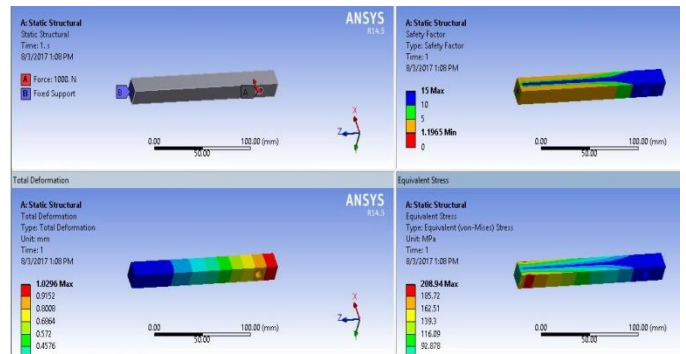 A: Static Structural
Static Structural
Time: 1. s
8/3/2017 1:08 PM
A Force: 1000. N
B Fixed Support
ANSYS
R14.5
B
A
X
Z
0.00
100.00 (mm)
50.00
A: Static Structural
Safety Factor
Type: Safety Factor
Time: 1
8/3/2017 1:08 PM
15 Max
10
5
1.1965 Min
0
0.00
100.00 (mm)
50.00
Total Deformation
A: Static Structural
Total Deformation
Type: Total Deformation
Unit: mm
Time: 1
8/3/2017 1:08 PM
1.0296 Max
0.9152
0.8008
0.6864
0.572
0.4576
ANSYS
R14.5
X
Z
0.00
100.00 (mm)
50.00
Equivalent Stress
A: Static Structural
Equivalent Stress
Type: Equivalent (von-Mises) Stress
Unit: MPa
Time: 1
8/3/2017 1:08 PM
208.94 Max
185.72
162.51
139.3
116.09
92.878
0.00
100.00 (mm)
50.00